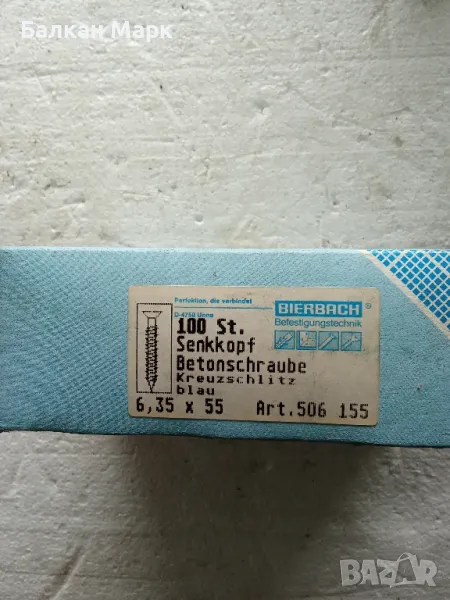 Балкан Марк
Perfektion, die verbindet
BIERBACH®
Befestigungstechnik
D-4750 Unna
100 St.
Senkkopf
Betonschraube
Kreuzschlitz
blau
6,35 x 55 Art.506 155
BAZAR